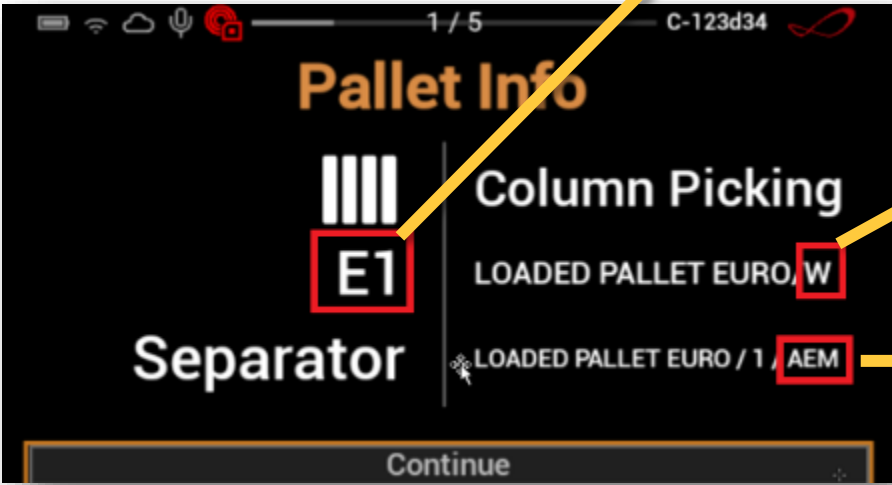 1 / 5
C-123d34
Pallet Info
Column Picking
E1
LOADED PALLET EURO/W
Separator
LOADED PALLET EURO / 1 / AEM
Continue